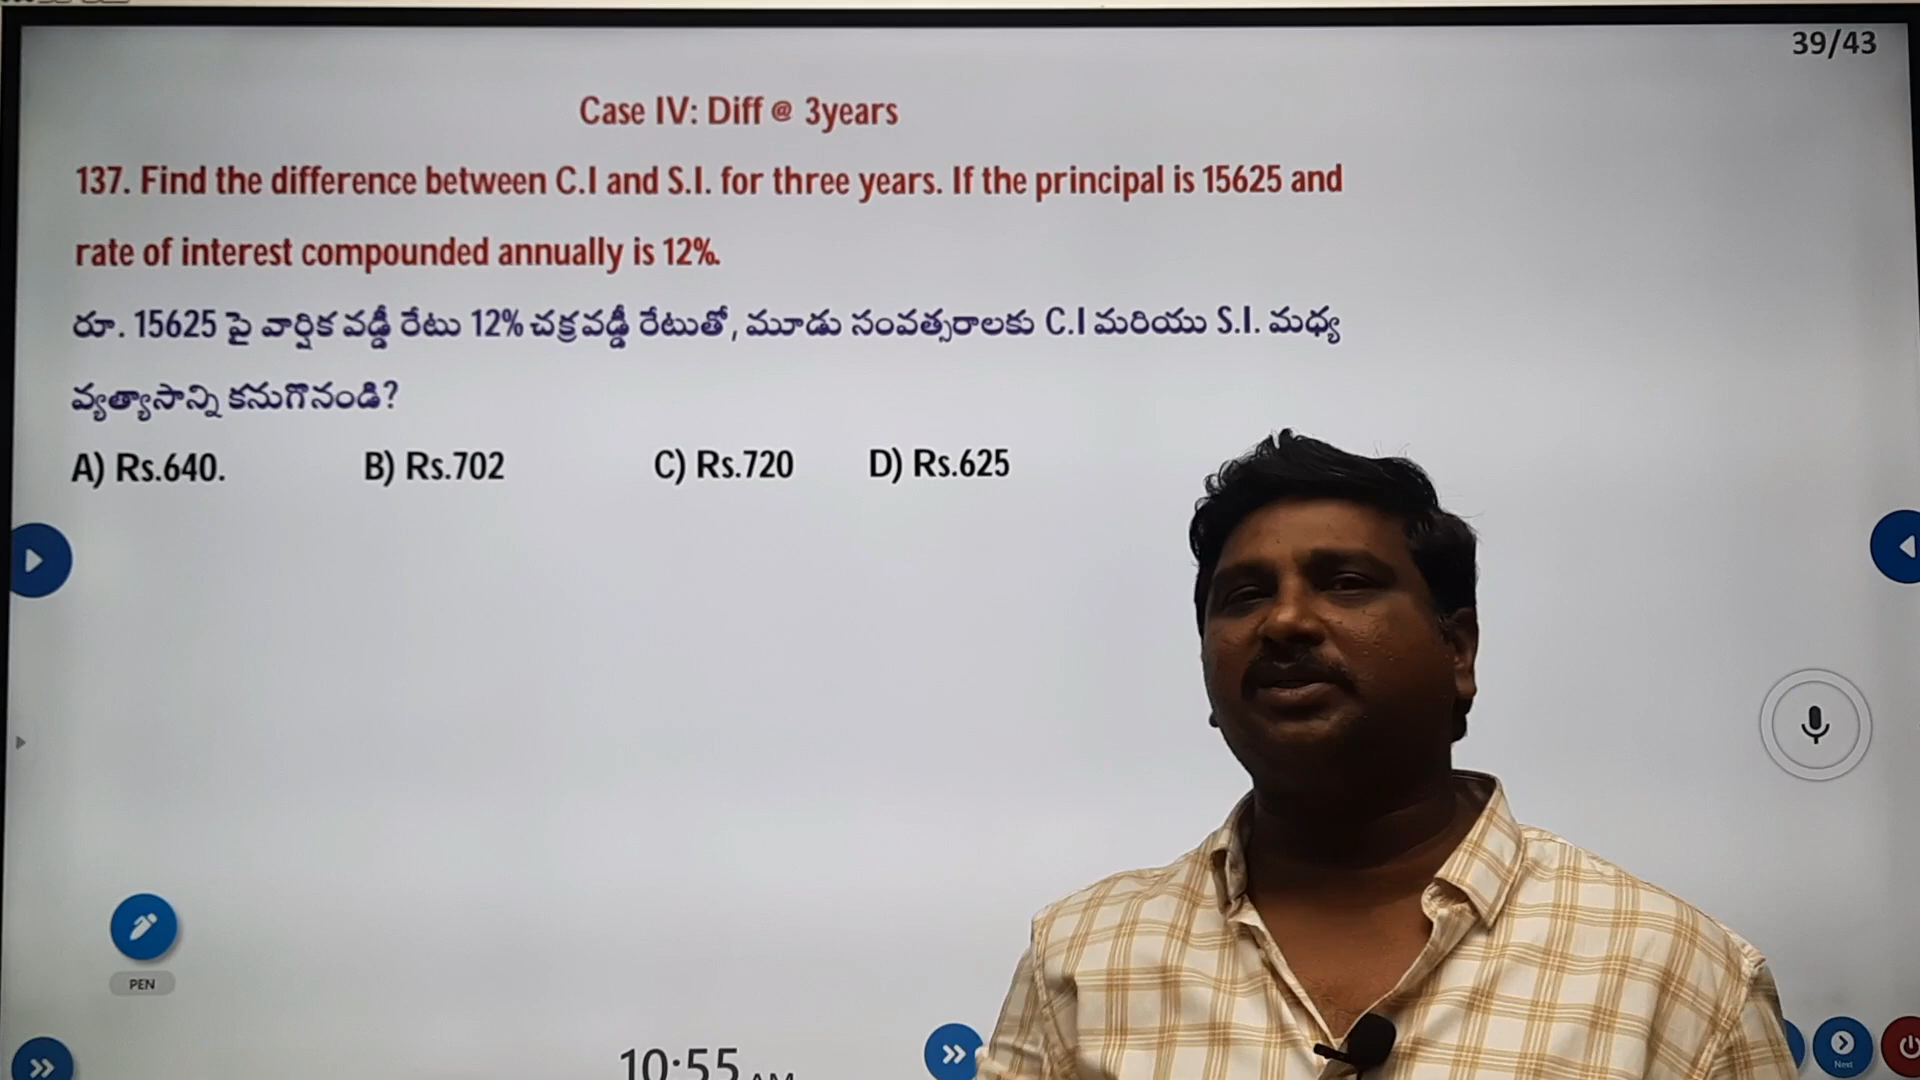 39/43
Case IV: Diff @ 3years
137. Find the difference between C.I and S.I. for three years. If the principal is 15625 and
rate of interest compounded annually is 12%.
రూ. 15625 పై వార్షిక వడ్డీ రేటు 12% చక్రవడ్డీ రేటుతో, మూడు సంవత్సరాలకు C.I మరియు S.I. మధ్య
వ్యత్యాసాన్ని కనుగొనండి?
A) Rs.640. B) Rs.702 C) Rs.720 D) Rs.625
PEN
10:55 AM
Next